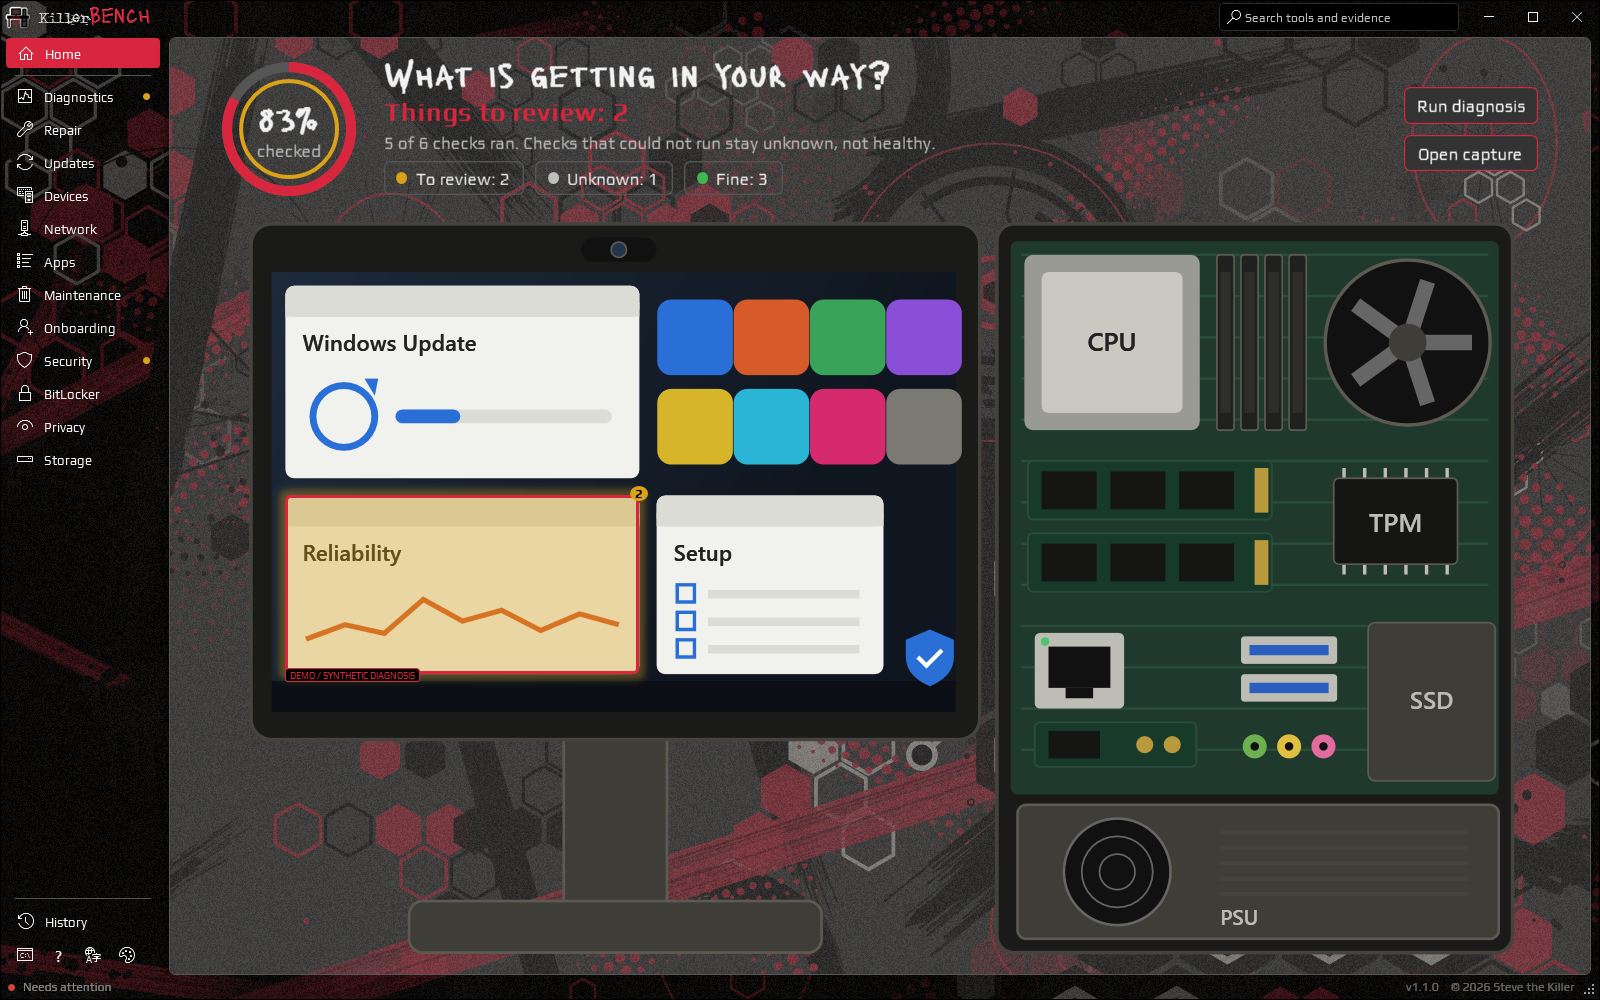 KillerBENCH
Search tools and evidence
Home
Diagnostics
Repair
Updates
Devices
Network
Apps
Maintenance
Onboarding
Security
BitLocker
Privacy
Storage
History
?
Needs attention
83%
checked
WHAT IS GETTING IN YOUR WAY?
Things to review: 2
5 of 6 checks ran. Checks that could not run stay unknown, not healthy.
To review: 2
Unknown: 1
Fine: 3
Run diagnosis
Open capture
Windows Update
2
Reliability
DEMO / SYNTHETIC DIAGNOSIS
Setup
CPU
TPM
SSD
PSU
v1.1.0
© 2026 Steve the Killer